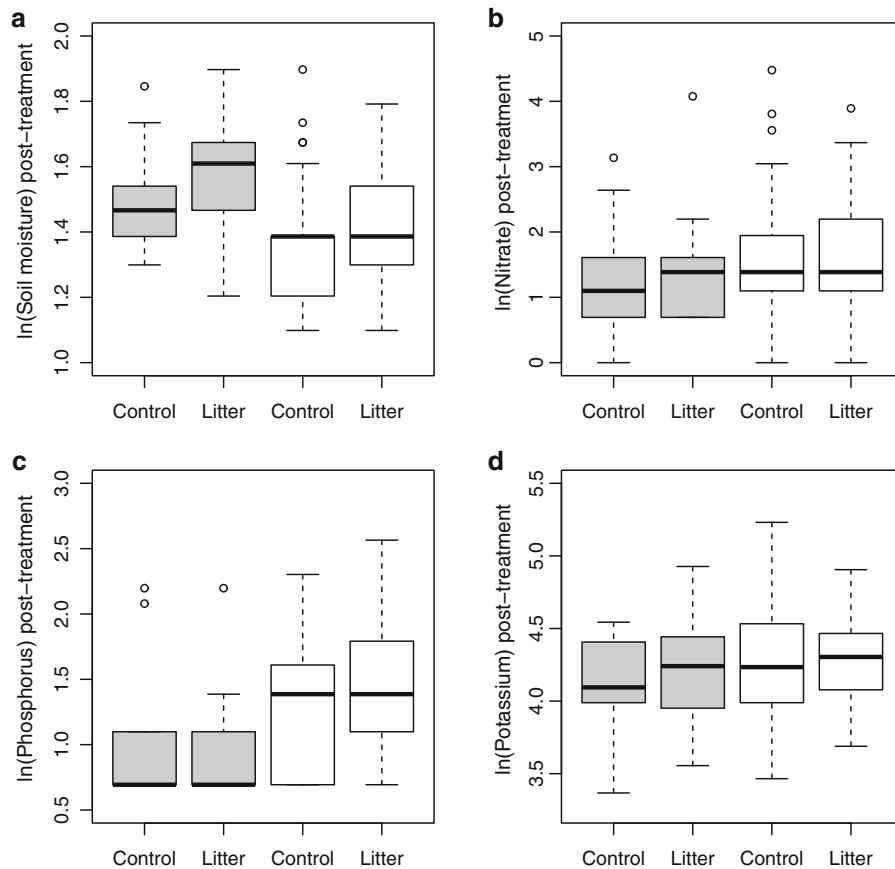 a
ln(Soil moisture) post−treatment
2.0
1.8
1.6
1.4
1.2
1.0
Control Litter Control Litter
b
ln(Nitrate) post−treatment
5
4
3
2
1
0
Control Litter Control Litter
c
ln(Phosphorus) post−treatment
3.0
2.5
2.0
1.5
1.0
0.5
Control Litter Control Litter
d
ln(Potassium) post−treatment
5.5
5.0
4.5
4.0
3.5
Control Litter Control Litter